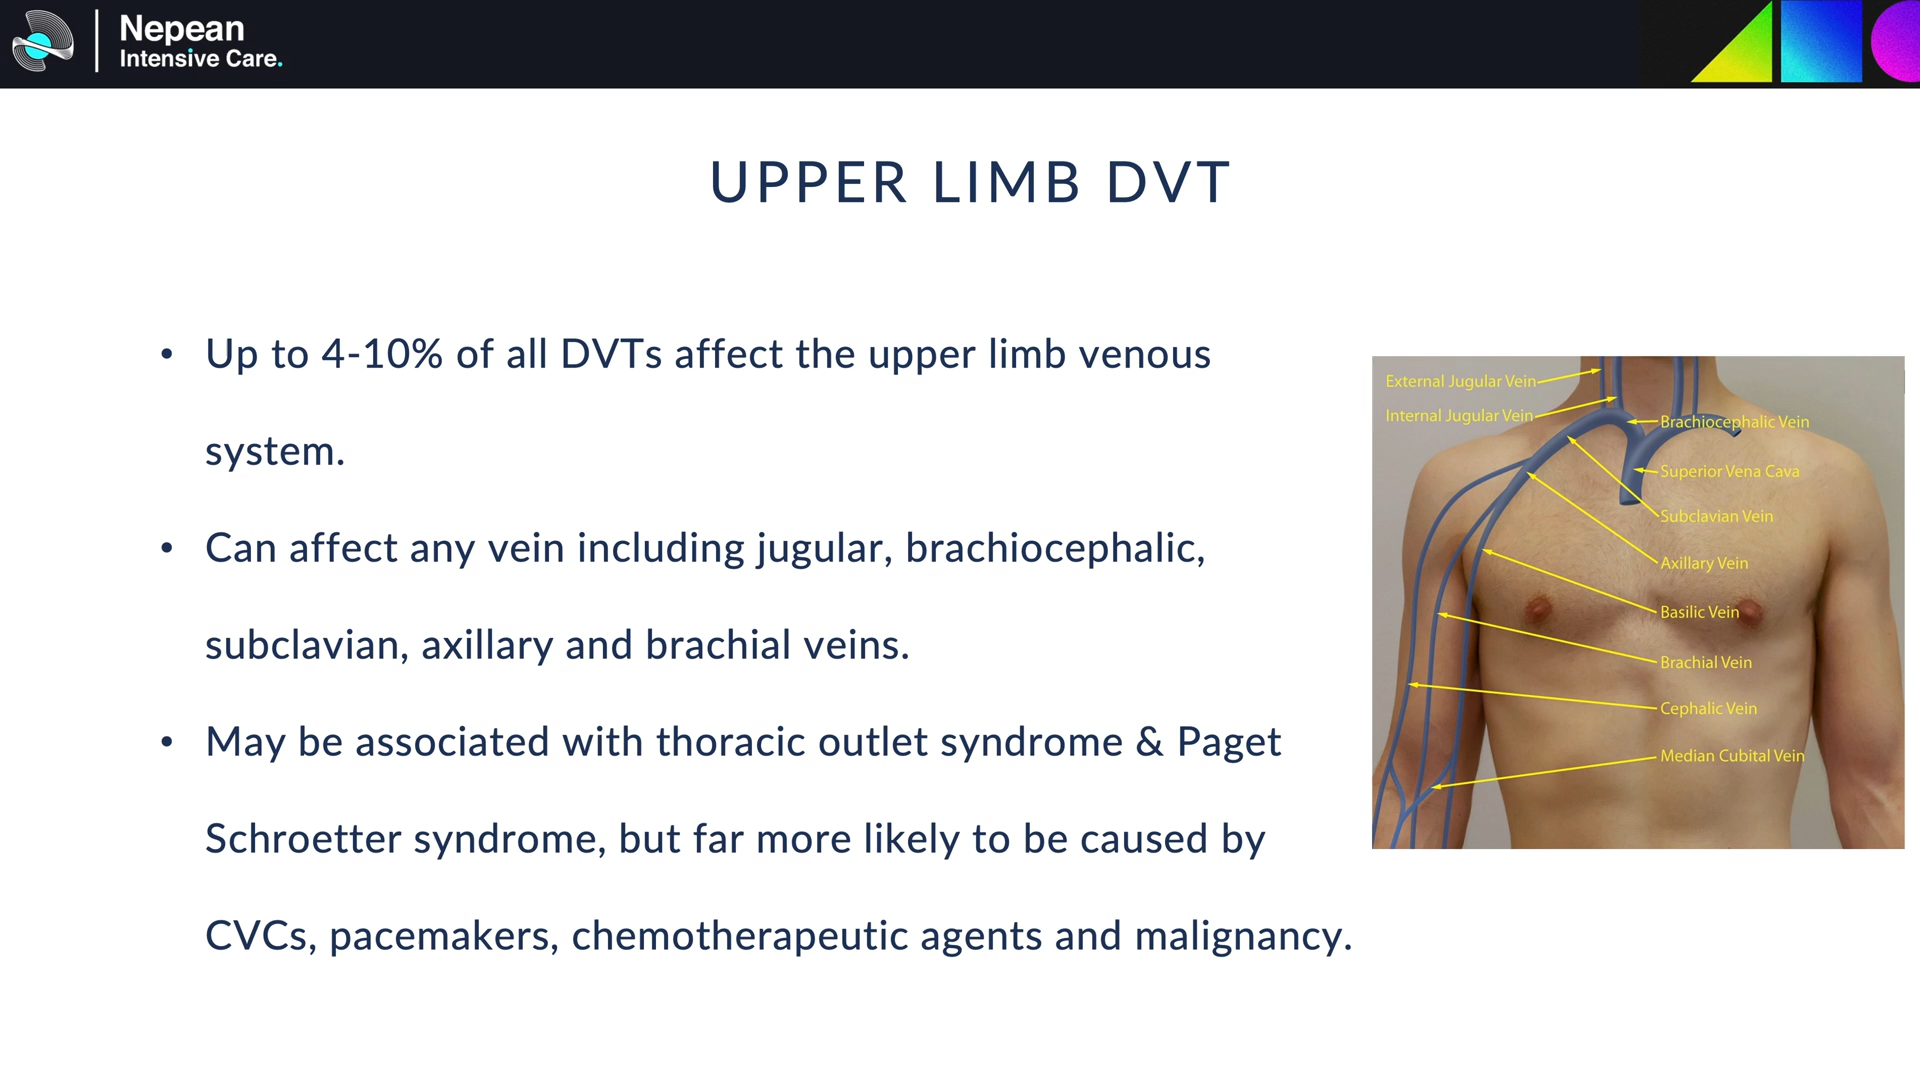 Nepean
Intensive Care.
UPPER LIMB DVT
• Up to 4-10% of all DVTs affect the upper limb venous
system.
• Can affect any vein including jugular, brachiocephalic,
subclavian, axillary and brachial veins.
• May be associated with thoracic outlet syndrome & Paget
Schroetter syndrome, but far more likely to be caused by
CVCs, pacemakers, chemotherapeutic agents and malignancy.
External Jugular Vein
Internal Jugular Vein
Brachiocephalic Vein
Superior Vena Cava
Subclavian Vein
Axillary Vein
Basilic Vein
Brachial Vein
Cephalic Vein
Median Cubital Vein